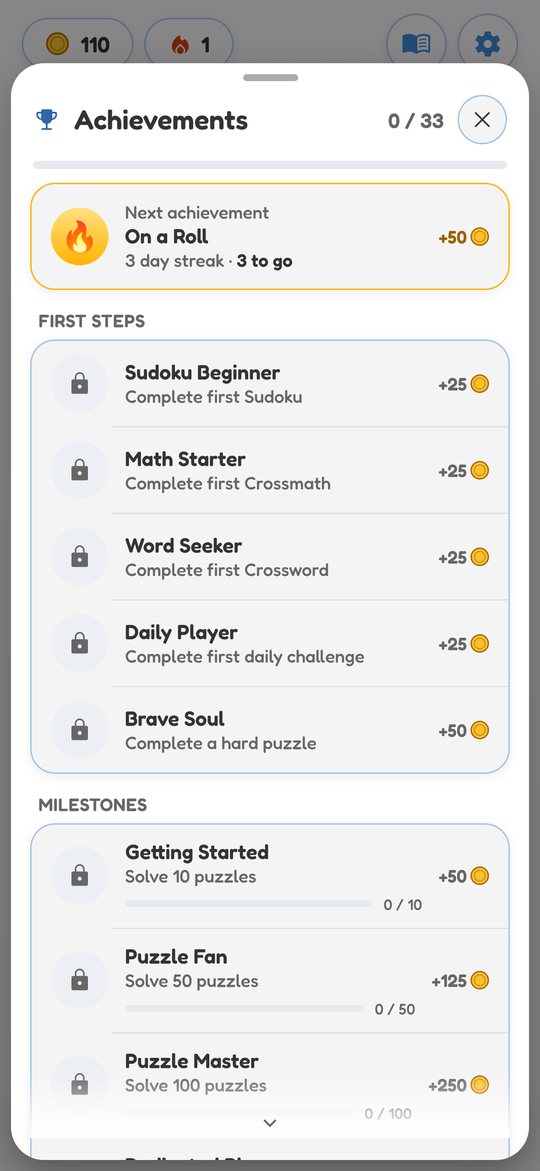 110
1
Achievements
0 / 33
Next achievement
On a Roll
3 day streak · 3 to go
+50
FIRST STEPS
Sudoku Beginner
Complete first Sudoku
+25
Math Starter
Complete first Crossmath
+25
Word Seeker
Complete first Crossword
+25
Daily Player
Complete first daily challenge
+25
Brave Soul
Complete a hard puzzle
+50
MILESTONES
Getting Started
Solve 10 puzzles
+50
0 / 10
Puzzle Fan
Solve 50 puzzles
+125
0 / 50
Puzzle Master
Solve 100 puzzles
+250
0 / 100